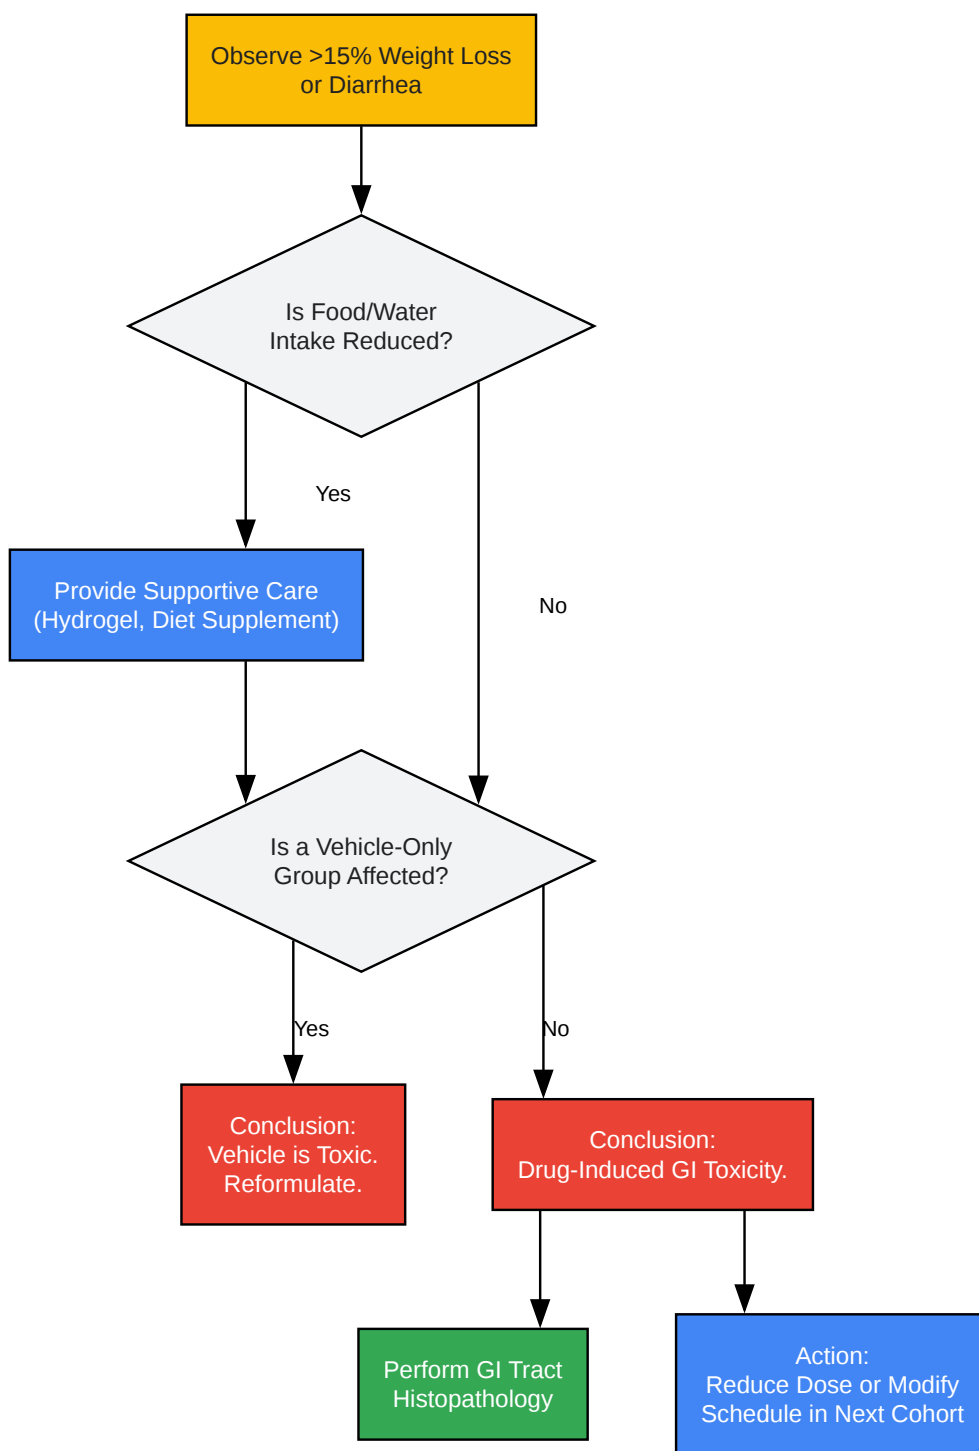 Observe >15% Weight Loss
or Diarrhea
Is Food/Water
Intake Reduced?
Yes
Provide Supportive Care
(Hydrogel, Diet Supplement)
No
Is a Vehicle-Only
Group Affected?
Yes
No
Conclusion:
Vehicle is Toxic.
Reformulate.
Conclusion:
Drug-Induced GI Toxicity.
Perform GI Tract
Histopathology
Action:
Reduce Dose or Modify
Schedule in Next Cohort